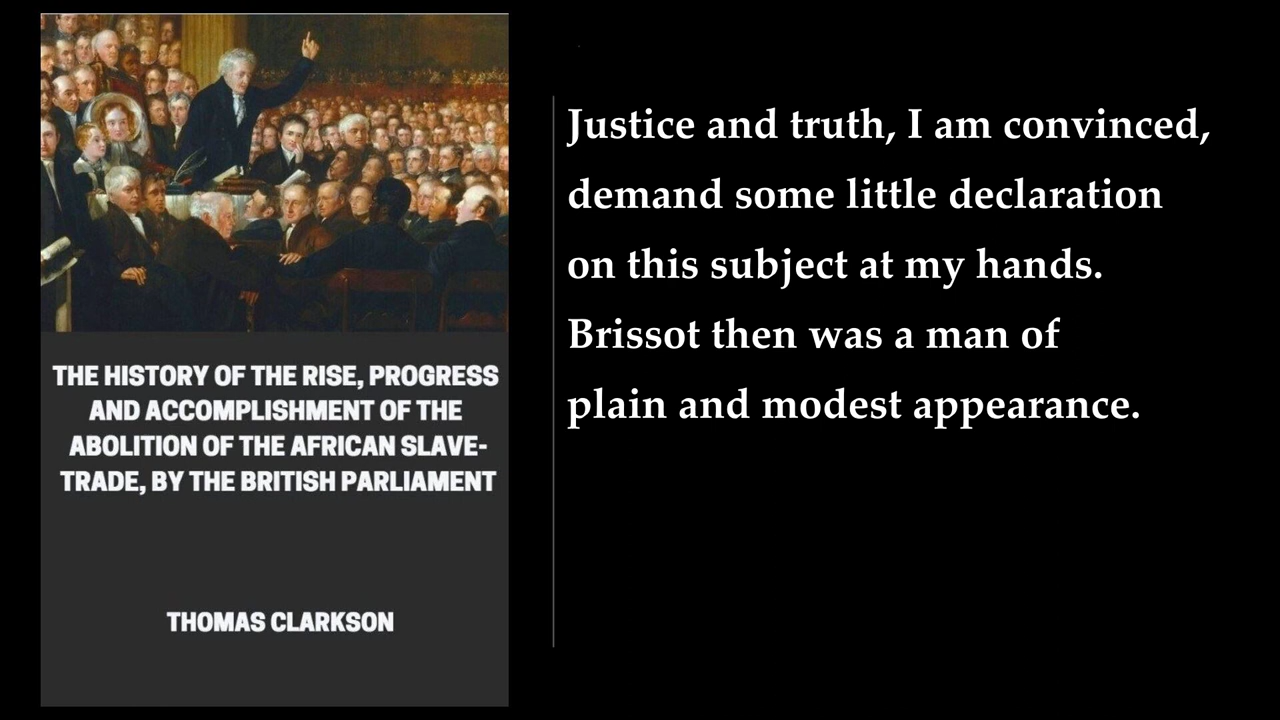 THE HISTORY OF THE RISE, PROGRESS
AND ACCOMPLISHMENT OF THE
ABOLITION OF THE AFRICAN SLAVE-
TRADE, BY THE BRITISH PARLIAMENT
THOMAS CLARKSON
Justice and truth, I am convinced,
demand some little declaration
on this subject at my hands.
Brissot then was a man of
plain and modest appearance.